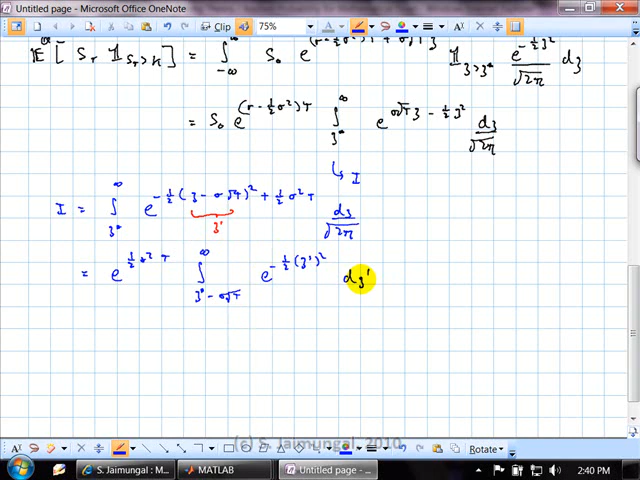 Untitled page - Microsoft Office OneNote
75%
𝔼[ S_T 𝟙_{S_T > K} ] = ∫_{-∞}^{∞} S_0 e^{(r - ½σ²)T + σ√T z} 𝟙_{z > z*} e^{-½z²}/√2π dz
= S_0 e^{(r - ½σ²)T} ∫_{z*}^{∞} e^{σ√T z - ½z²} dz/√2π
↳ I
I = ∫_{z*}^{∞} e^{-½(z - σ√T)² + ½σ²T} dz/√2π
z'
= e^{½σ²T} ∫_{z* - σ√T}^{∞} e^{-½(z')²} dz'
(c) S. Jaimungal, 2010
Rotate
S. Jaimungal : M...
MATLAB
Untitled page - Micr...
2:40 PM